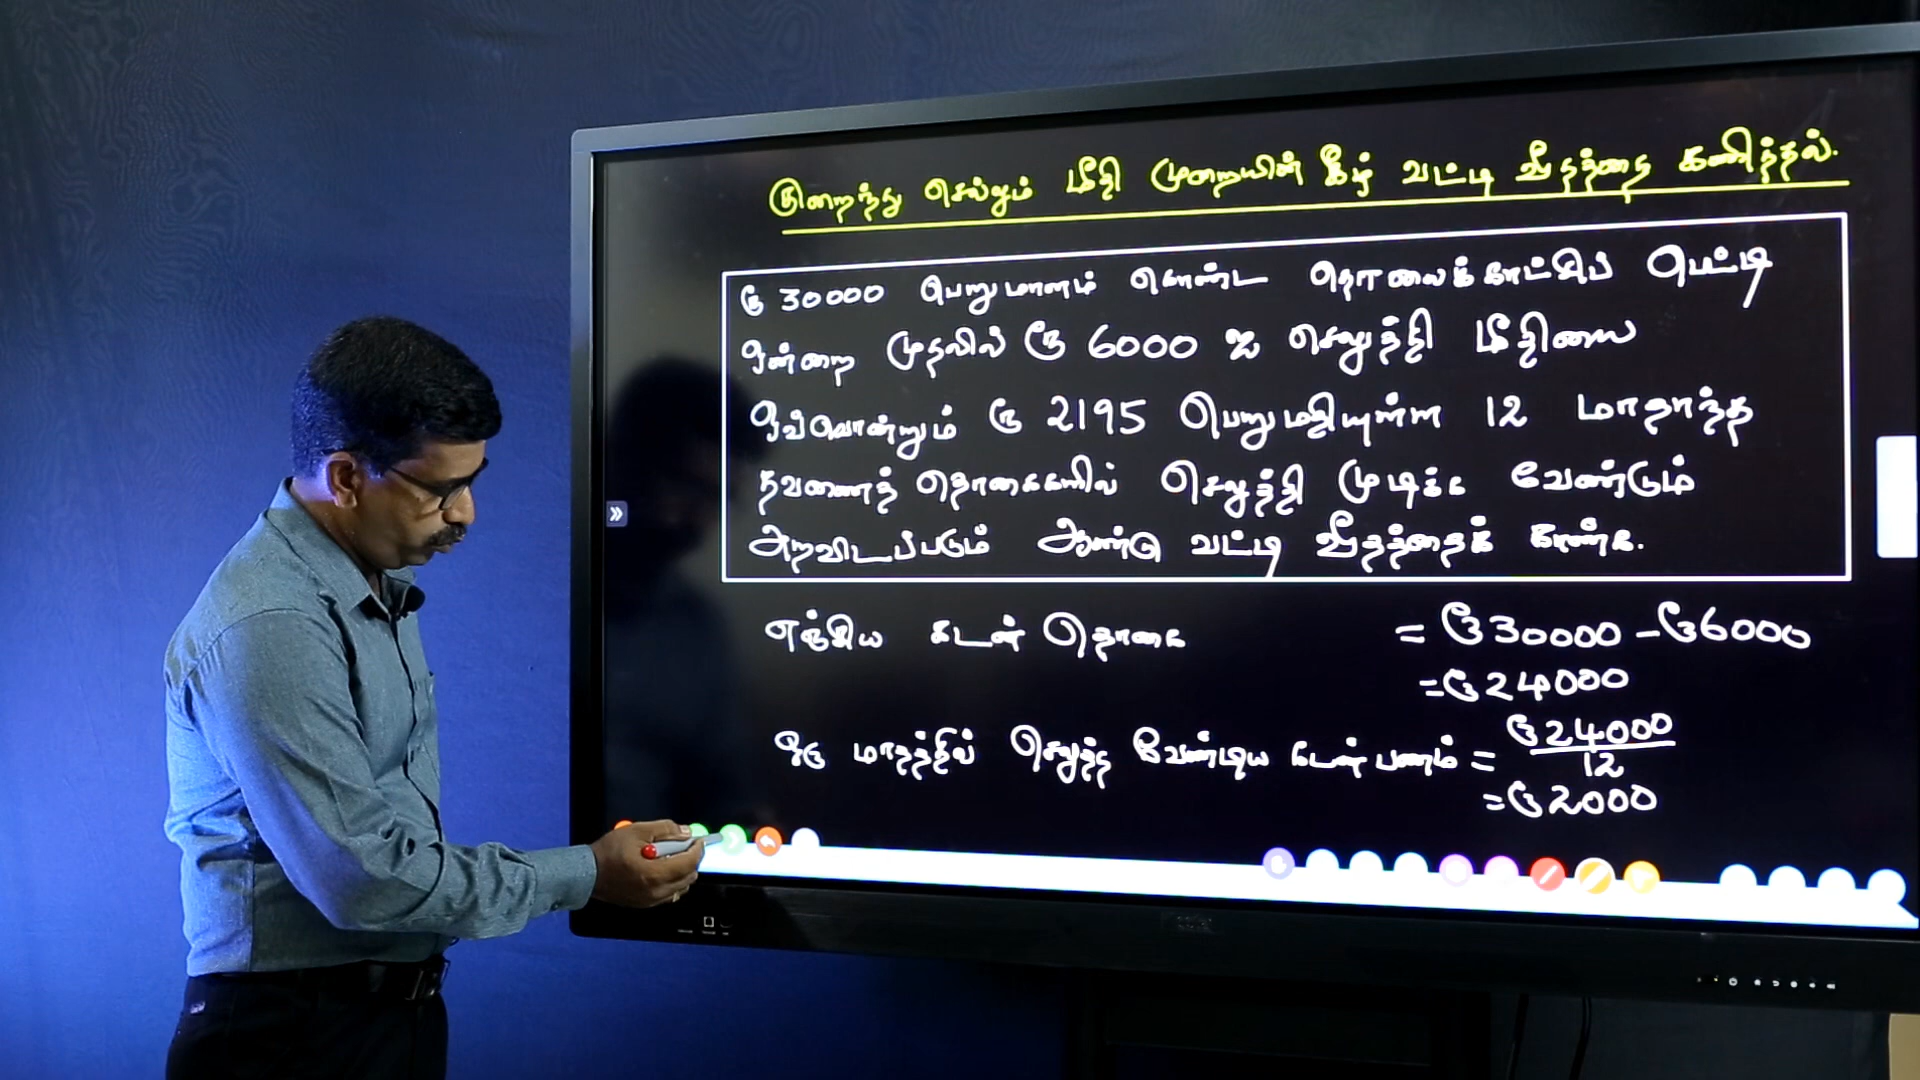 குறைந்து செல்லும் மீதி முறையின் கீழ் வட்டி வீதத்தை கணித்தல்.
ரூ 30000 பெறுமானம் கொண்ட தொலைக்காட்சிப் பெட்டி
ஒன்றை முதலில் ரூ 6000 ஐ செலுத்தி மீதியை
ஒவ்வொன்றும் ரூ 2195 பெறுமதியுள்ள 12 மாதாந்த
தவணைத் தொகைகளில் செலுத்தி முடிக்க வேண்டும்
அறவிடப்படும் ஆண்டு வட்டி வீதத்தைக் காண்க.
எஞ்சிய கடன் தொகை = ரூ30000 - ரூ6000
= ரூ24000
ஒரு மாதத்தில் செலுத்த வேண்டிய கடன் பணம் = ரூ24000
12
= ரூ2000